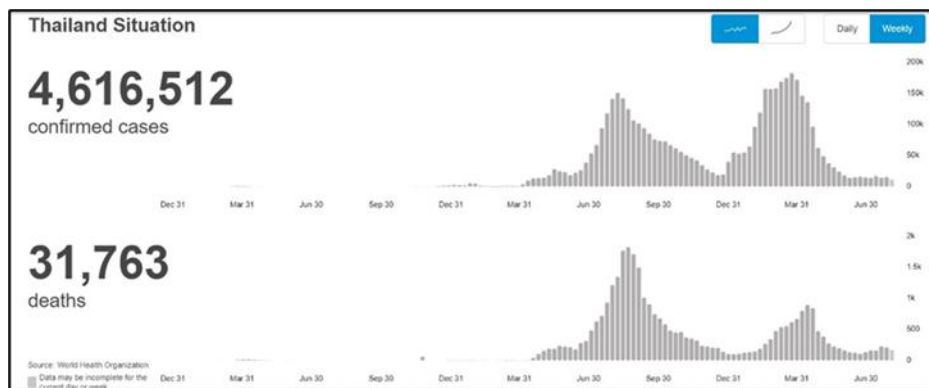 Thailand Situation
Daily Weekly
4,616,512
confirmed cases
200k
150k
100k
50k
0
Dec 31 Mar 31 Jun 30 Sep 30 Dec 31 Mar 31 Jun 30 Sep 30 Dec 31 Mar 31 Jun 30
31,763
deaths
2k
1.5k
1k
500
0
Source: World Health Organization
Data may be incomplete for the
current day or week
Dec 31 Mar 31 Jun 30 Sep 30 Dec 31 Mar 31 Jun 30 Sep 30 Dec 31 Mar 31 Jun 30